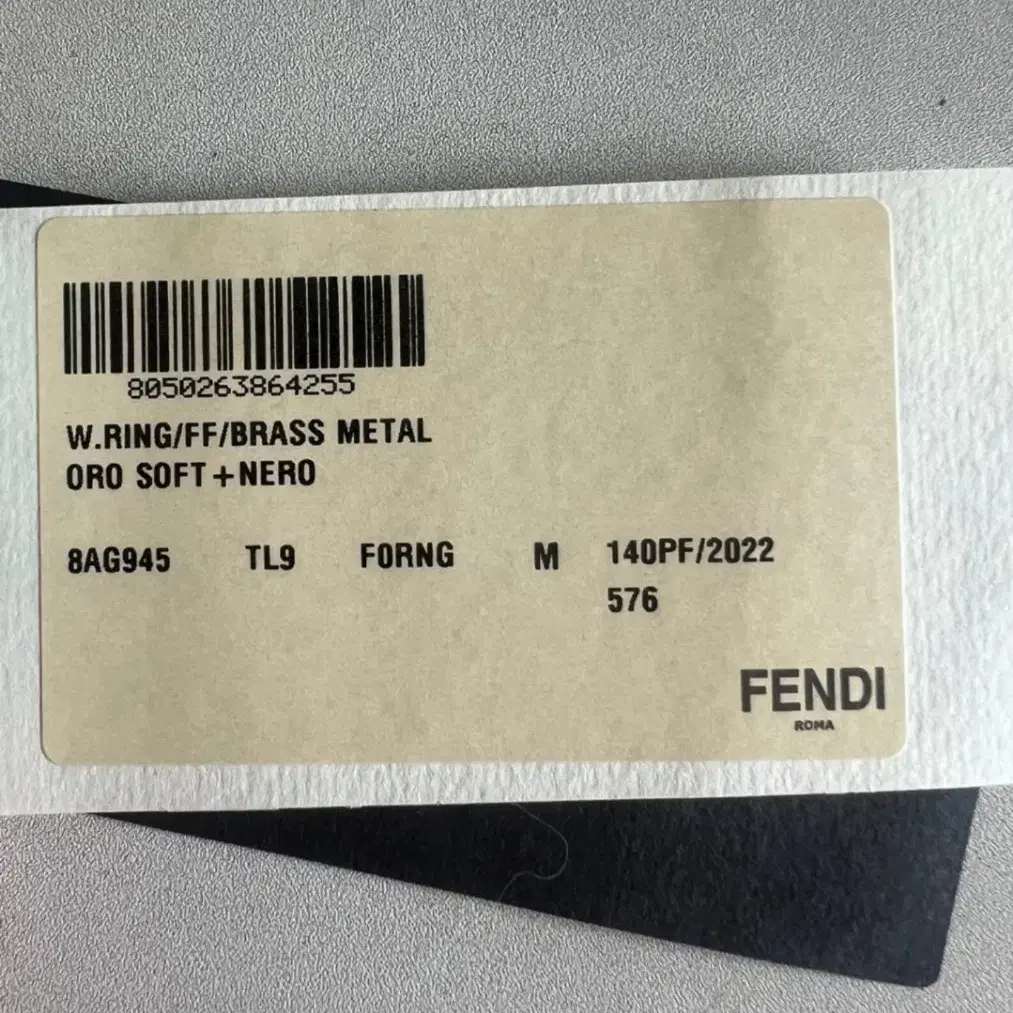 8050263864255
W.RING/FF/BRASS METAL
ORO SOFT+NERO
8AG945 TL9 F0RNG M 140PF/2022
576
FENDI
ROMA